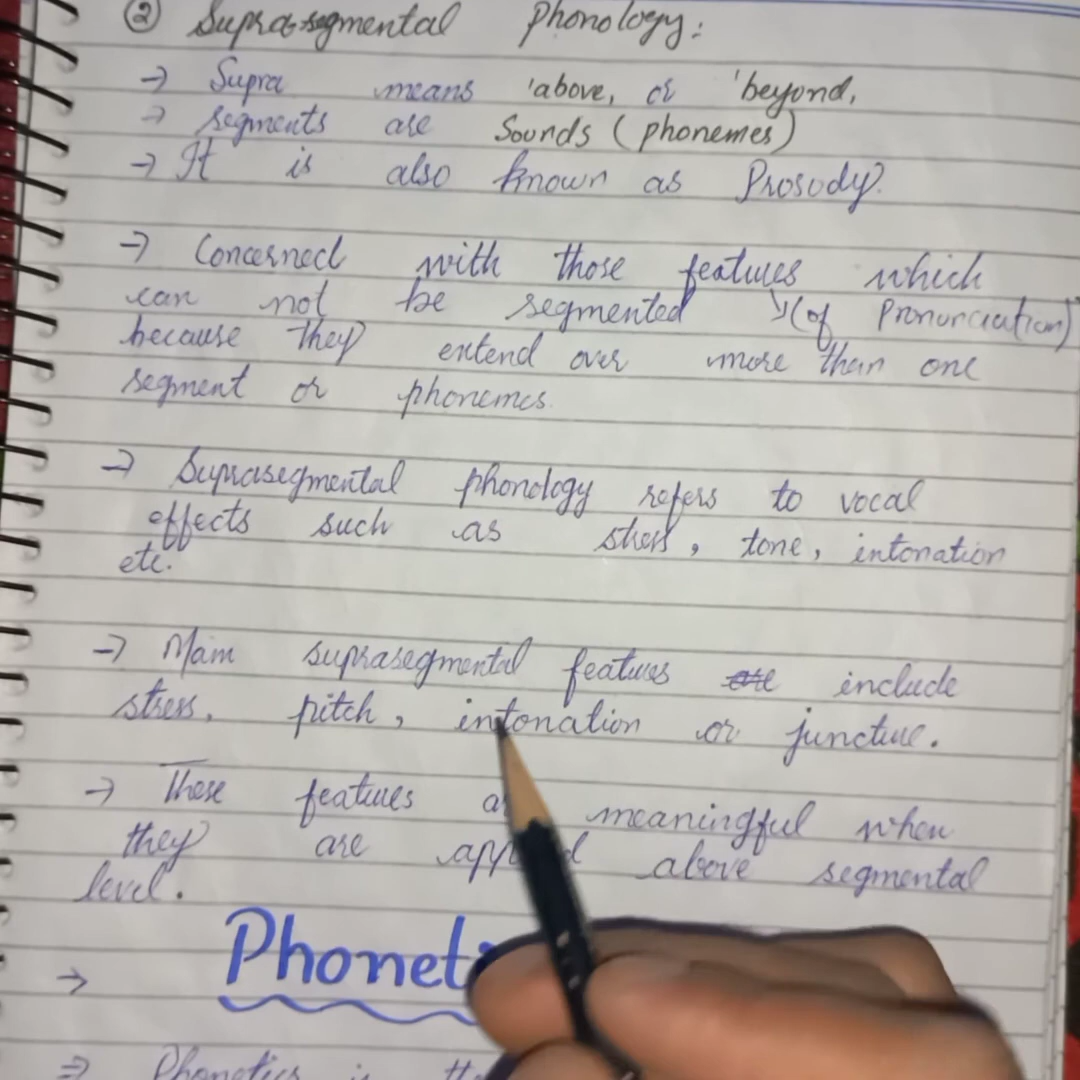 ② Suprasegmental Phonology:
→ Supra means 'above, or 'beyond,
→ segments are Sounds (phonemes)
→ It is also known as Prosody.
→ Concerned with those features which
can not be segmented ↘(of Pronunciation)
because they extend over more than one
segment or phonemes.
→ Suprasegmental phonology refers to vocal
effects such as stress, tone, intonation
etc.
→ Main suprasegmental features include
stress, pitch, intonation or juncture.
→ These features meaningful when
they are above segmental
level.
→ Phoneti
⇒ Phonetics is